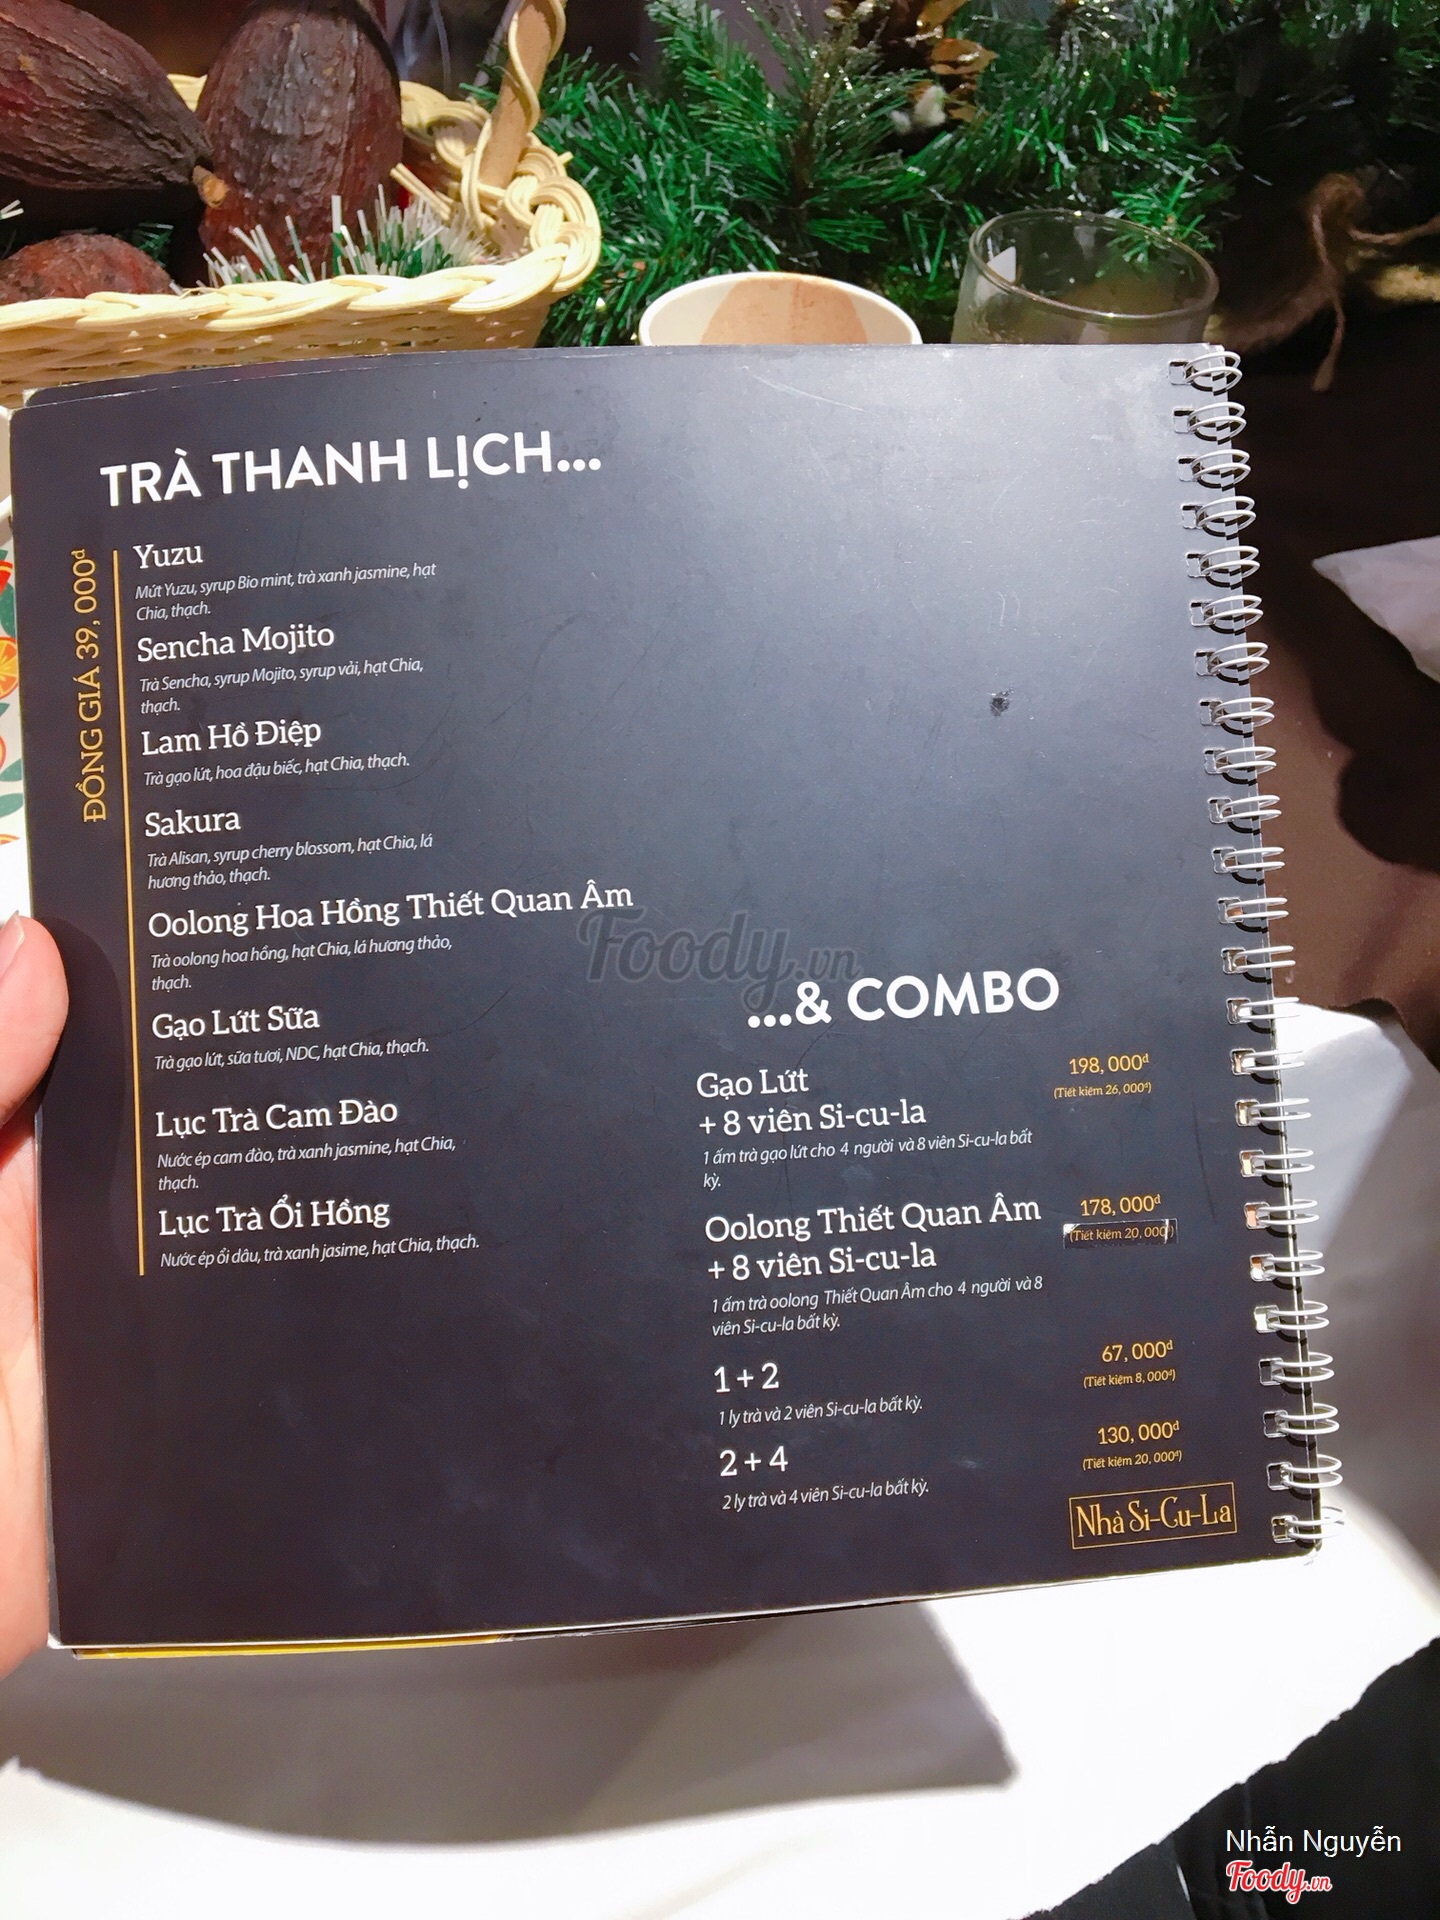 TRÀ THANH LỊCH...
ĐỒNG GIÁ 39, 000đ
Yuzu
Mứt Yuzu, syrup Bio mint, trà xanh jasmine, hạt
Chia, thạch.
Sencha Mojito
Trà Sencha, syrup Mojito, syrup vải, hạt Chia,
thạch.
Lam Hồ Điệp
Trà gạo lứt, hoa đậu biếc, hạt Chia, thạch.
Sakura
Trà Alisan, syrup cherry blossom, hạt Chia, lá
hương thảo, thạch.
Oolong Hoa Hồng Thiết Quan Âm
Trà oolong hoa hồng, hạt Chia, lá hương thảo,
thạch.
Gạo Lứt Sữa
Trà gạo lứt, sữa tươi, NDC, hạt Chia, thạch.
Lục Trà Cam Đào
Nước ép cam đào, trà xanh jasmine, hạt Chia,
thạch.
Lục Trà Ổi Hồng
Nước ép ổi dâu, trà xanh jasime, hạt Chia, thạch.
Foody.vn
...& COMBO
Gạo Lứt
+ 8 viên Si-cu-la
198, 000đ
(Tiết kiệm 26, 000đ)
1 ấm trà gạo lứt cho 4 người và 8 viên Si-cu-la bất
kỳ.
Oolong Thiết Quan Âm
+ 8 viên Si-cu-la
178, 000đ
(Tiết kiệm 20, 000đ)
1 ấm trà oolong Thiết Quan Âm cho 4 người và 8
viên Si-cu-la bất kỳ.
1 + 2
67, 000đ
(Tiết kiệm 8, 000đ)
1 ly trà và 2 viên Si-cu-la bất kỳ.
2 + 4
130, 000đ
(Tiết kiệm 20, 000đ)
2 ly trà và 4 viên Si-cu-la bất kỳ.
Nhà Si-Cu-La
Nhẫn Nguyễn
Foody.vn